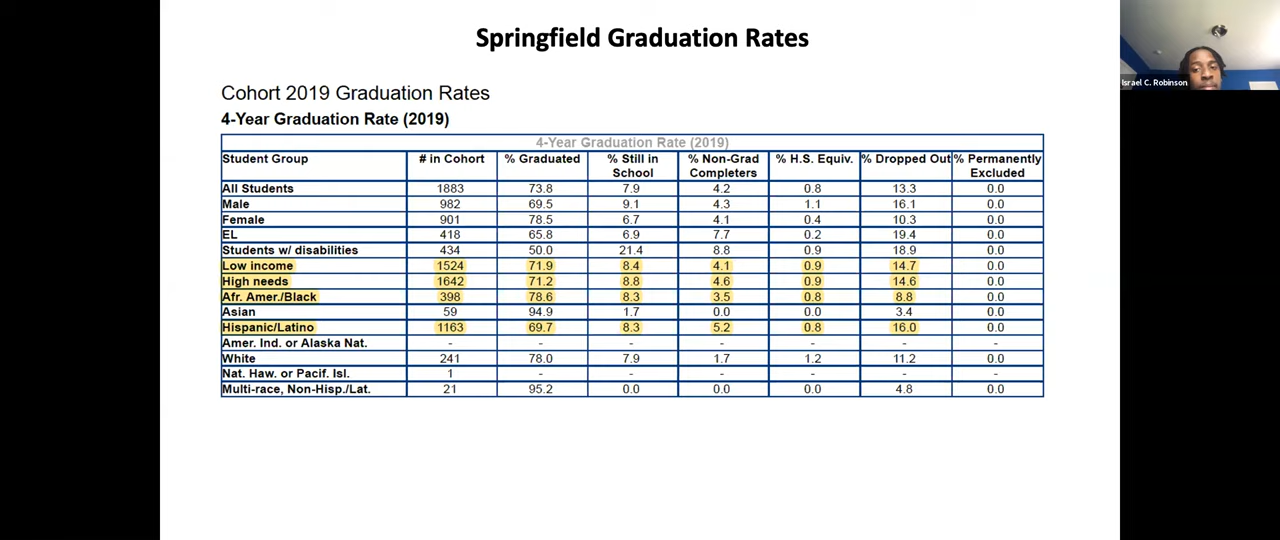 Springfield Graduation Rates
Israel C. Robinson
Cohort 2019 Graduation Rates
4-Year Graduation Rate (2019)
4-Year Graduation Rate (2019)
Student Group # in Cohort % Graduated % Still in School % Non-Grad Completers % H.S. Equiv. % Dropped Out % Permanently Excluded
All Students 1883 73.8 7.9 4.2 0.8 13.3 0.0
Male 982 69.5 9.1 4.3 1.1 16.1 0.0
Female 901 78.5 6.7 4.1 0.4 10.3 0.0
EL 418 65.8 6.9 7.7 0.2 19.4 0.0
Students w/ disabilities 434 50.0 21.4 8.8 0.9 18.9 0.0
Low income 1524 71.9 8.4 4.1 0.9 14.7 0.0
High needs 1642 71.2 8.8 4.6 0.9 14.6 0.0
Afr. Amer./Black 398 78.6 8.3 3.5 0.8 8.8 0.0
Asian 59 94.9 1.7 0.0 0.0 3.4 0.0
Hispanic/Latino 1163 69.7 8.3 5.2 0.8 16.0 0.0
Amer. Ind. or Alaska Nat. - - - - - - -
White 241 78.0 7.9 1.7 1.2 11.2 0.0
Nat. Haw. or Pacif. Isl. 1 - - - - - -
Multi-race, Non-Hisp./Lat. 21 95.2 0.0 0.0 0.0 4.8 0.0